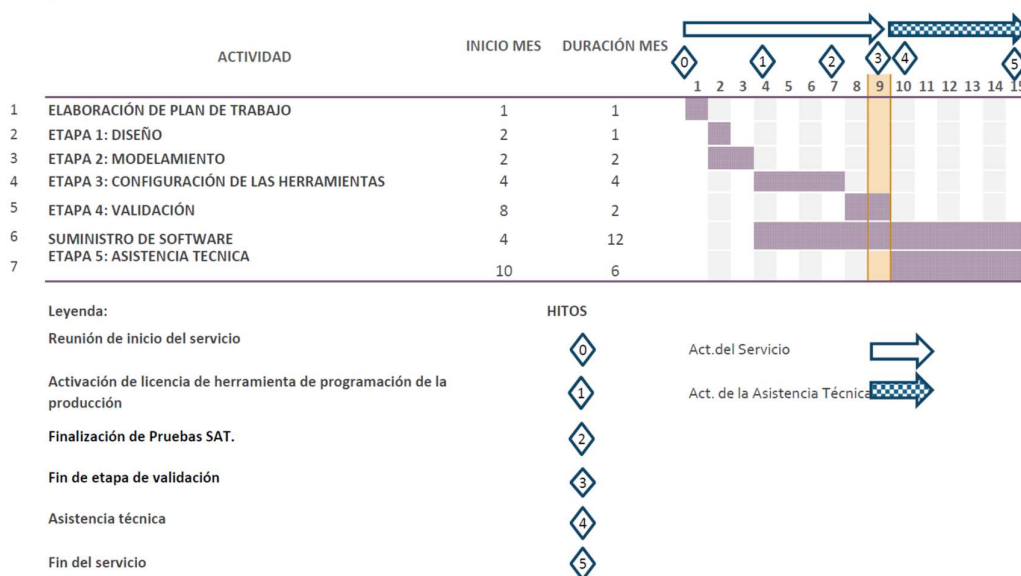 ACTIVIDAD INICIO MES DURACIÓN MES
0 1 2 3 4 5
1 2 3 4 5 6 7 8 9 10 11 12 13 14 15
1 ELABORACIÓN DE PLAN DE TRABAJO 1 1
2 ETAPA 1: DISEÑO 2 1
3 ETAPA 2: MODELAMIENTO 2 2
4 ETAPA 3: CONFIGURACIÓN DE LAS HERRAMIENTAS 4 4
5 ETAPA 4: VALIDACIÓN 8 2
6 SUMINISTRO DE SOFTWARE 4 12
7 ETAPA 5: ASISTENCIA TECNICA 10 6
Leyenda: HITOS
Reunión de inicio del servicio 0
Act.del Servicio
Activación de licencia de herramienta de programación de la
producción 1
Act. de la Asistencia Técnica
Finalización de Pruebas SAT. 2
Fin de etapa de validación 3
Asistencia técnica 4
Fin del servicio 5